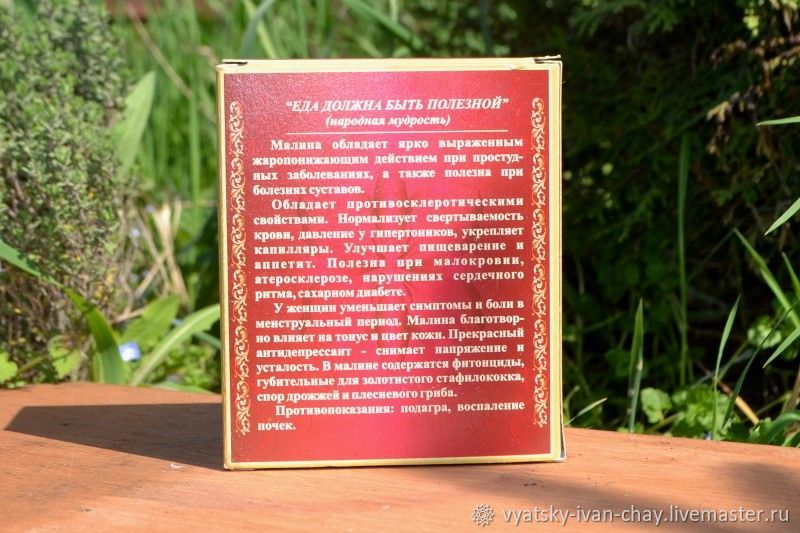 "ЕДА ДОЛЖНА БЫТЬ ПОЛЕЗНОЙ"
(народная мудрость)
Малина обладает ярко выраженным
жаропонижающим действием при простуд-
ных заболеваниях, а также полезна при
болезнях суставов.
Обладает противосклеротическими
свойствами. Нормализует свертываемость
крови, давление у гипертоников, укрепляет
капилляры. Улучшает пищеварение и
аппетит. Полезна при малокровии,
атеросклерозе, нарушениях сердечного
ритма, сахарном диабете.
У женщин уменьшает симптомы и боли в
менструальный период. Малина благотвор-
но влияет на тонус и цвет кожи. Прекрасный
антидепрессант - снимает напряжение и
усталость. В малине содержатся фитонциды,
губительные для золотистого стафилококка,
спор дрожжей и плесневого гриба.
Противопоказания: подагра, воспаление
почек.
vyatsky-ivan-chay.livemaster.ru